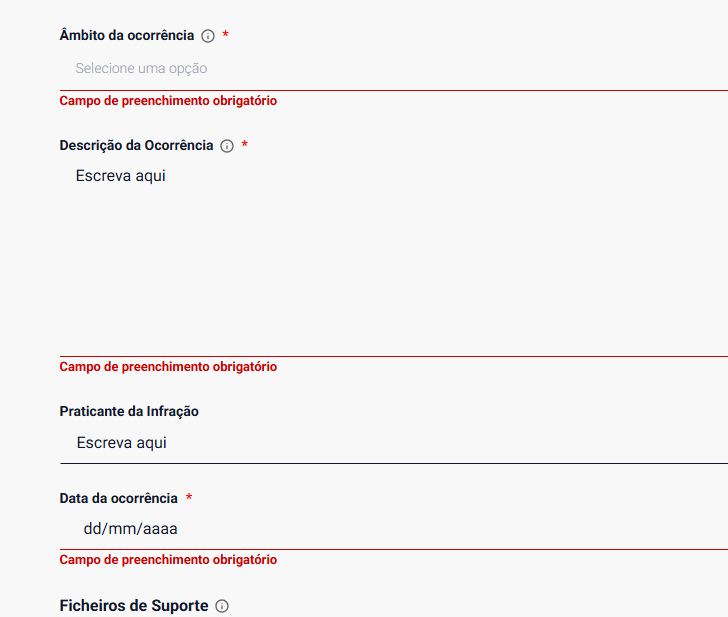 Âmbito da ocorrência *
Selecione uma opção
Campo de preenchimento obrigatório
Descrição da Ocorrência *
Escreva aqui
Campo de preenchimento obrigatório
Praticante da Infração
Escreva aqui
Data da ocorrência *
dd/mm/aaaa
Campo de preenchimento obrigatório
Ficheiros de Suporte